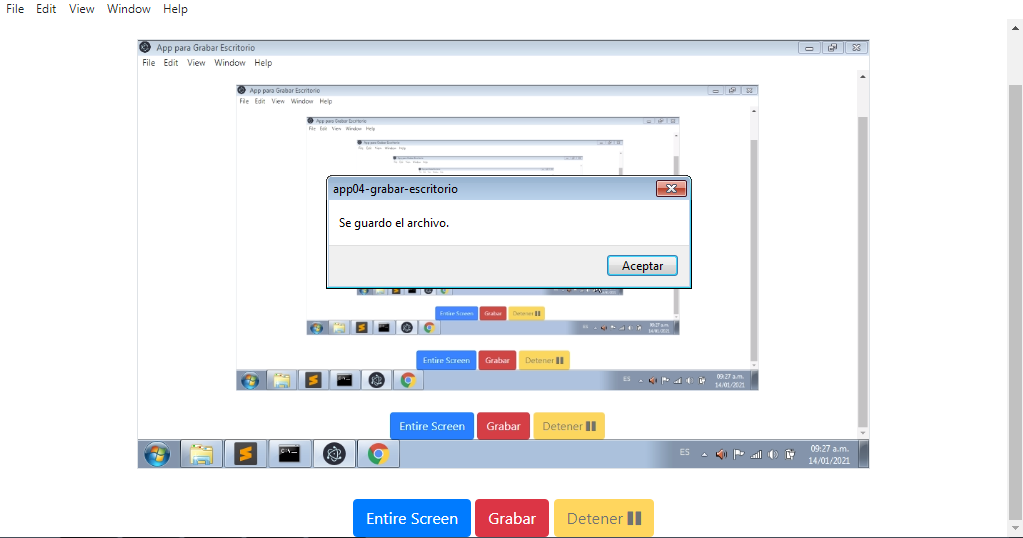 File Edit View Window Help
App para Grabar Escritorio
File Edit View Window Help
App para Grabar Escritorio
File Edit View Window Help
App para Grabar Escritorio
File Edit View Window Help
app04-grabar-escritorio
Se guardo el archivo.
Aceptar
Entire Screen Grabar Detener
09:27 a.m.
14/01/2021
Entire Screen Grabar Detener
ES 09:27 a.m.
14/01/2021
Entire Screen Grabar Detener
ES 09:27 a.m.
14/01/2021
Entire Screen Grabar Detener